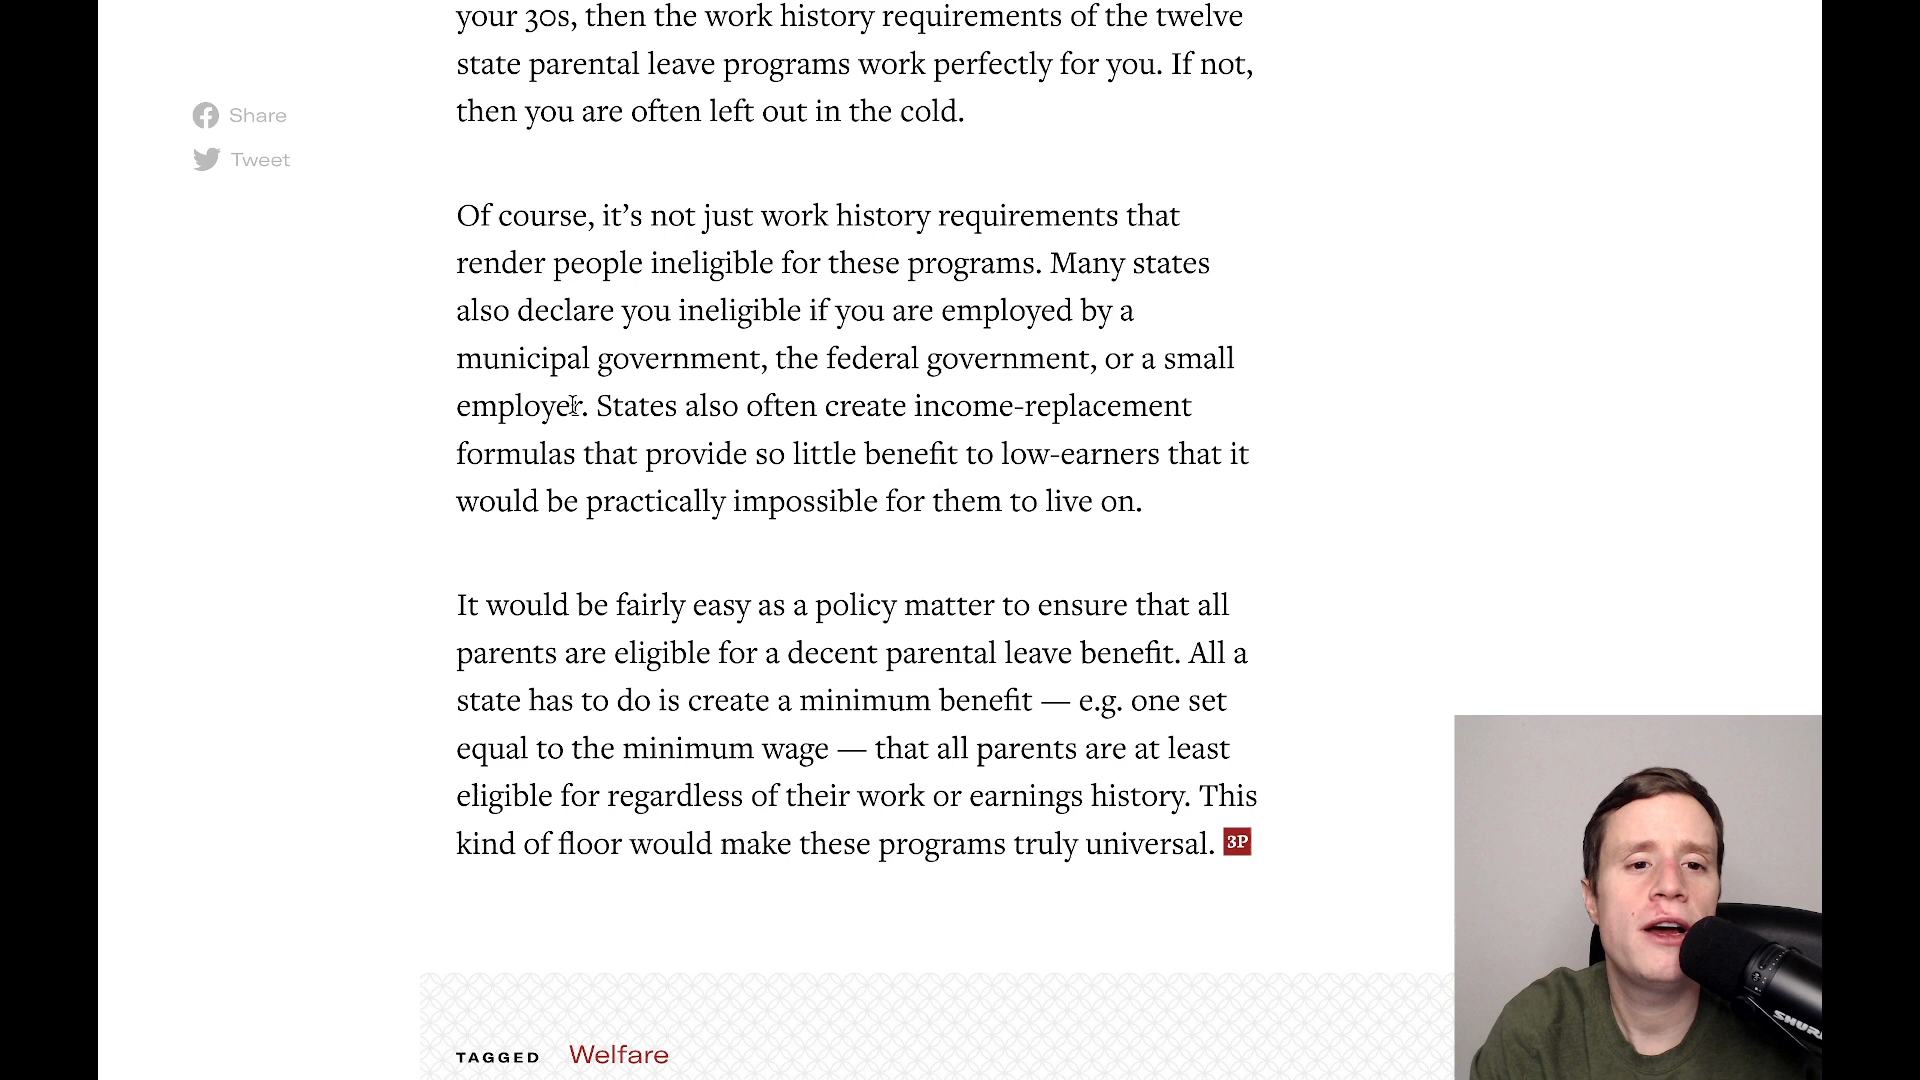 your 30s, then the work history requirements of the twelve
state parental leave programs work perfectly for you. If not,
then you are often left out in the cold.
Share
Tweet
Of course, it’s not just work history requirements that
render people ineligible for these programs. Many states
also declare you ineligible if you are employed by a
municipal government, the federal government, or a small
employer. States also often create income-replacement
formulas that provide so little benefit to low-earners that it
would be practically impossible for them to live on.
It would be fairly easy as a policy matter to ensure that all
parents are eligible for a decent parental leave benefit. All a
state has to do is create a minimum benefit — e.g. one set
equal to the minimum wage — that all parents are at least
eligible for regardless of their work or earnings history. This
kind of floor would make these programs truly universal. 3P
TAGGED Welfare
SHURE